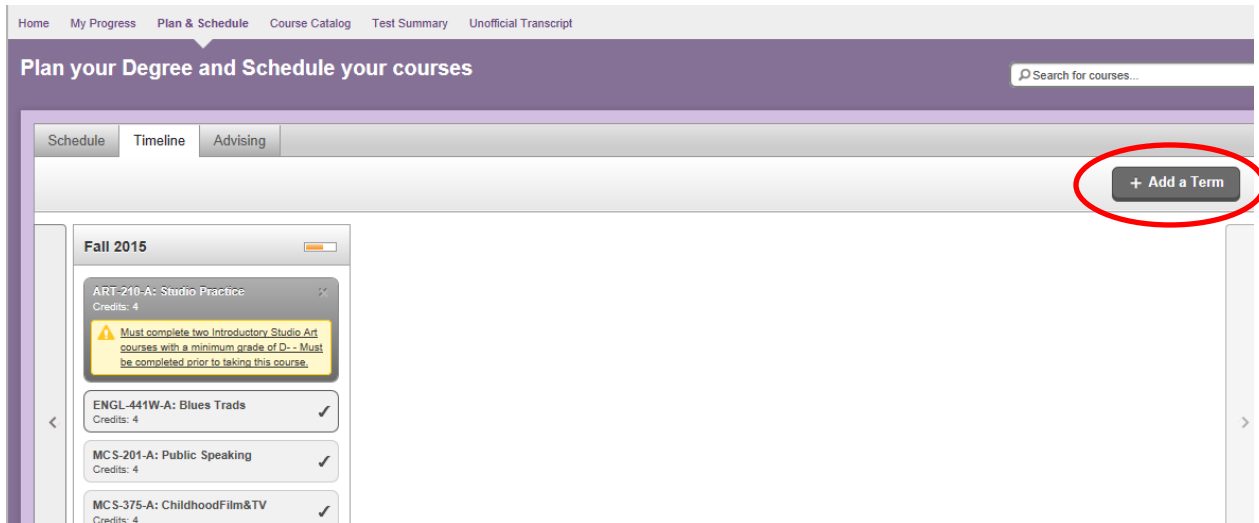 Home My Progress Plan & Schedule Course Catalog Test Summary Unofficial Transcript
Plan your Degree and Schedule your courses
Search for courses...
Schedule Timeline Advising
+ Add a Term
Fall 2015
ART-210-A: Studio Practice
Credits: 4
Must complete two Introductory Studio Art
courses with a minimum grade of D- - Must
be completed prior to taking this course.
ENGL-441W-A: Blues Trads
Credits: 4
MCS-201-A: Public Speaking
Credits: 4
MCS-375-A: ChildhoodFilm&TV
Credits: 4